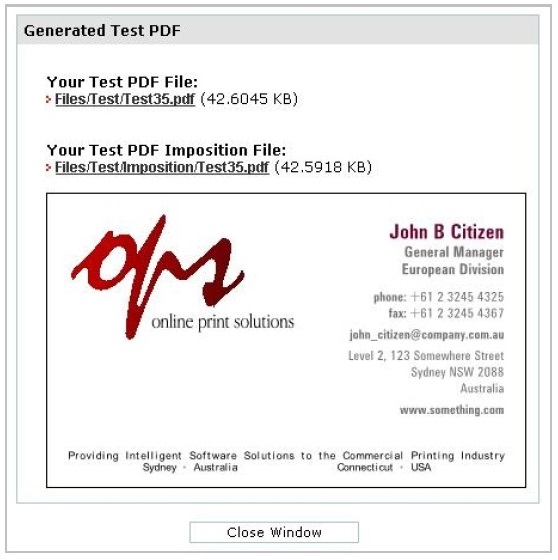 Generated Test PDF
Your Test PDF File:
Files/Test/Test35.pdf (42.6045 KB)
Your Test PDF Imposition File:
Files/Test/Imposition/Test35.pdf (42.5918 KB)
ops
online print solutions
John B Citizen
General Manager
European Division
phone: +61 2 3245 4325
fax: +61 2 3245 4367
john_citizen@company.com.au
Level 2, 123 Somewhere Street
Sydney NSW 2088
Australia
www.something.com
Providing Intelligent Software Solutions to the Commercial Printing Industry
Sydney - Australia Connecticut - USA
Close Window